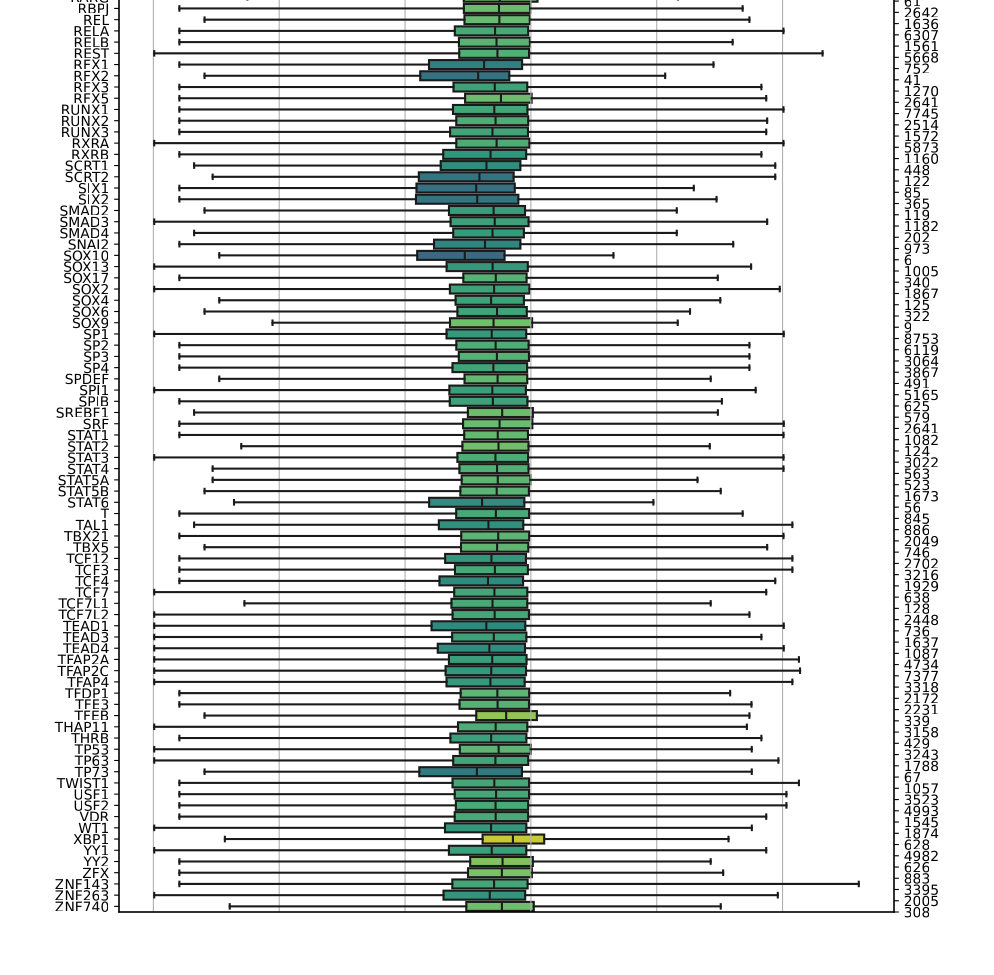 61
RBPJ 2642
REL 1636
RELA 6307
RELB 1561
REST 5668
RFX1 752
RFX2 41
RFX3 1270
RFX5 2641
RUNX1 7745
RUNX2 2514
RUNX3 1572
RXRA 5873
RXRB 1160
SCRT1 448
SCRT2 122
SIX1 85
SIX2 365
SMAD2 119
SMAD3 1182
SMAD4 202
SNAI2 973
SOX10 6
SOX13 1005
SOX17 340
SOX2 1867
SOX4 125
SOX6 322
SOX9 9
SP1 8753
SP2 6119
SP3 3064
SP4 3867
SPDEF 491
SPI1 5165
SPIB 625
SREBF1 579
SRF 2641
STAT1 1082
STAT2 124
STAT3 3022
STAT4 563
STAT5A 523
STAT5B 1673
STAT6 56
T 845
TAL1 886
TBX21 2049
TBX5 746
TCF12 2702
TCF3 3216
TCF4 1929
TCF7 638
TCF7L1 128
TCF7L2 2448
TEAD1 736
TEAD3 1637
TEAD4 1087
TFAP2A 4734
TFAP2C 7377
TFAP4 3318
TFDP1 2172
TFE3 2231
TFEB 339
THAP11 3158
THRB 429
TP53 3243
TP63 1788
TP73 67
TWIST1 1057
USF1 3523
USF2 4993
VDR 1545
WT1 1874
XBP1 628
YY1 4982
YY2 626
ZFX 883
ZNF143 3395
ZNF263 2005
ZNF740 308